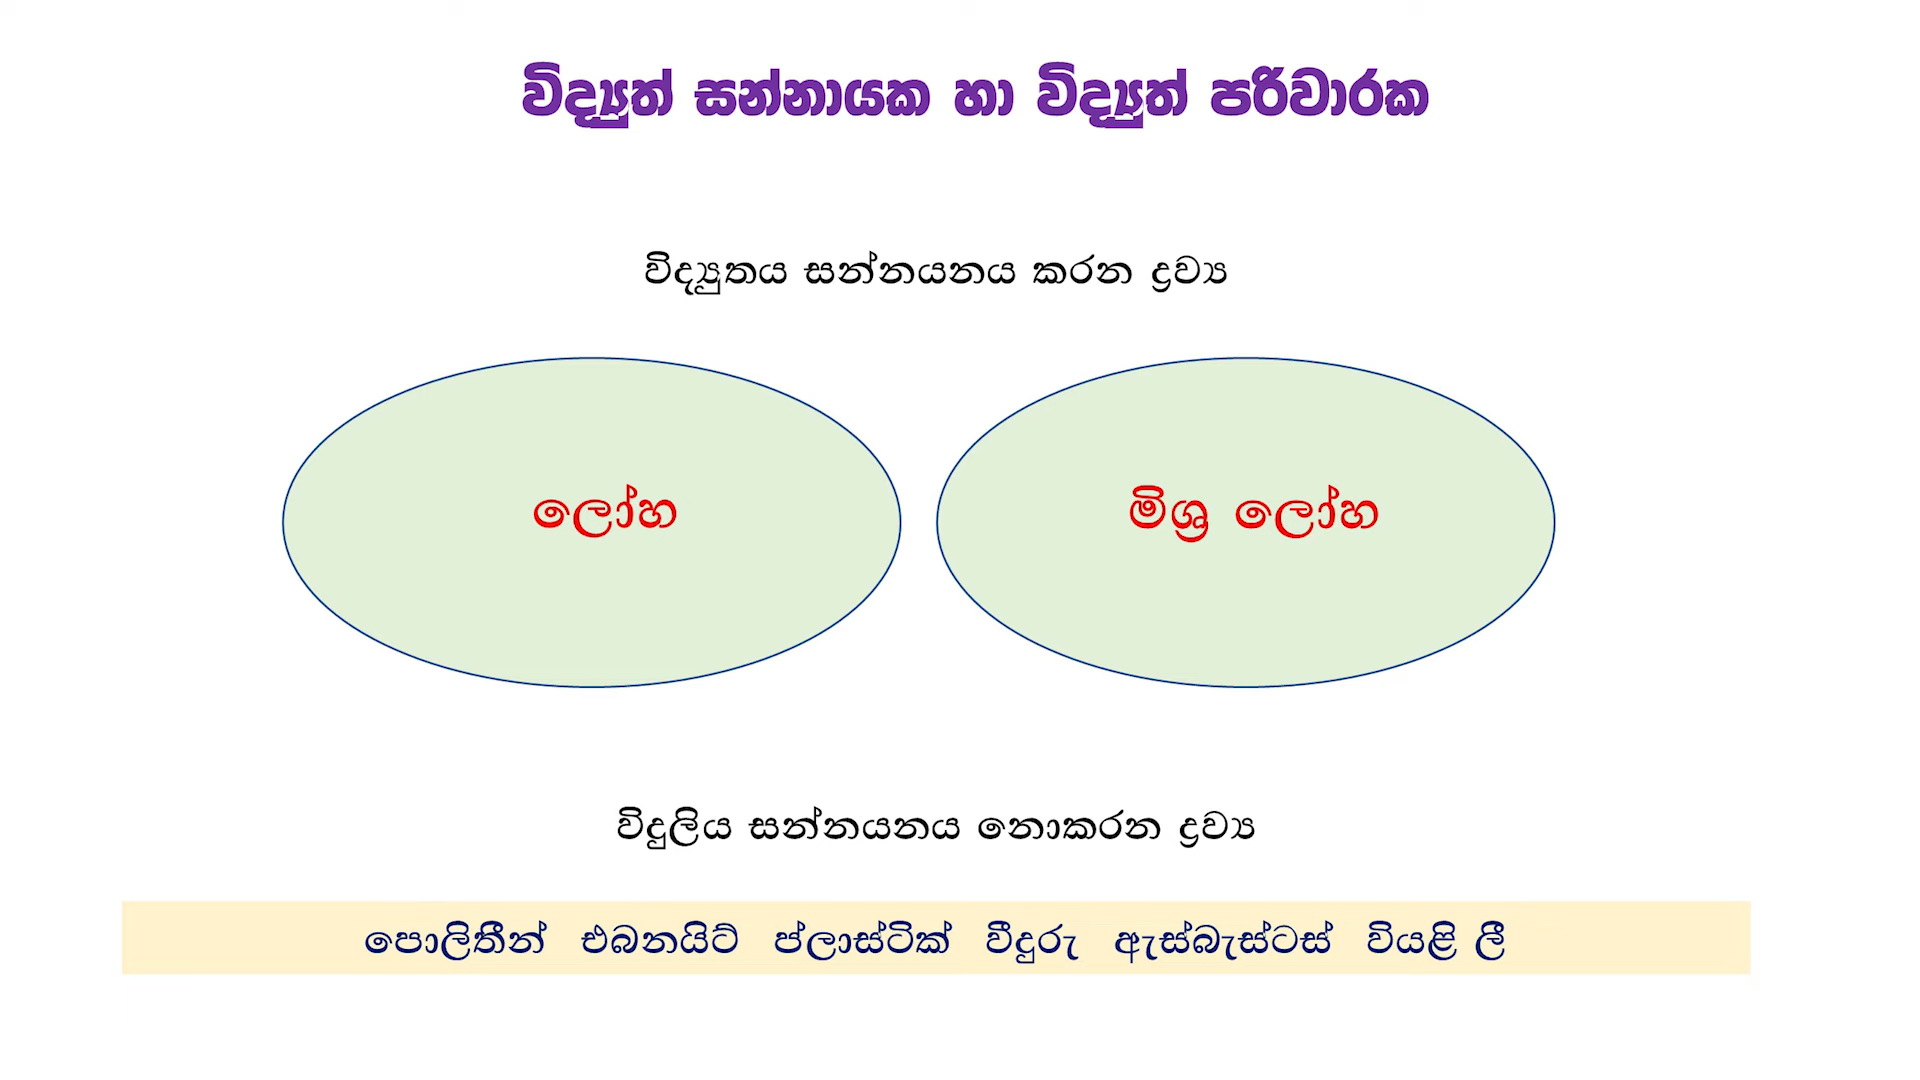 විද්‍යුත් සන්නායක හා විද්‍යුත් පරිවාරක
විද්‍යුතය සන්නයනය කරන ද්‍රව්‍ය
ලෝහ
මිශ්‍ර ලෝහ
විදුලිය සන්නයනය නොකරන ද්‍රව්‍ය
පොලිතීන් එබනයිට් ප්ලාස්ටික් වීදුරු ඇස්බැස්ටස් වියළි ලී